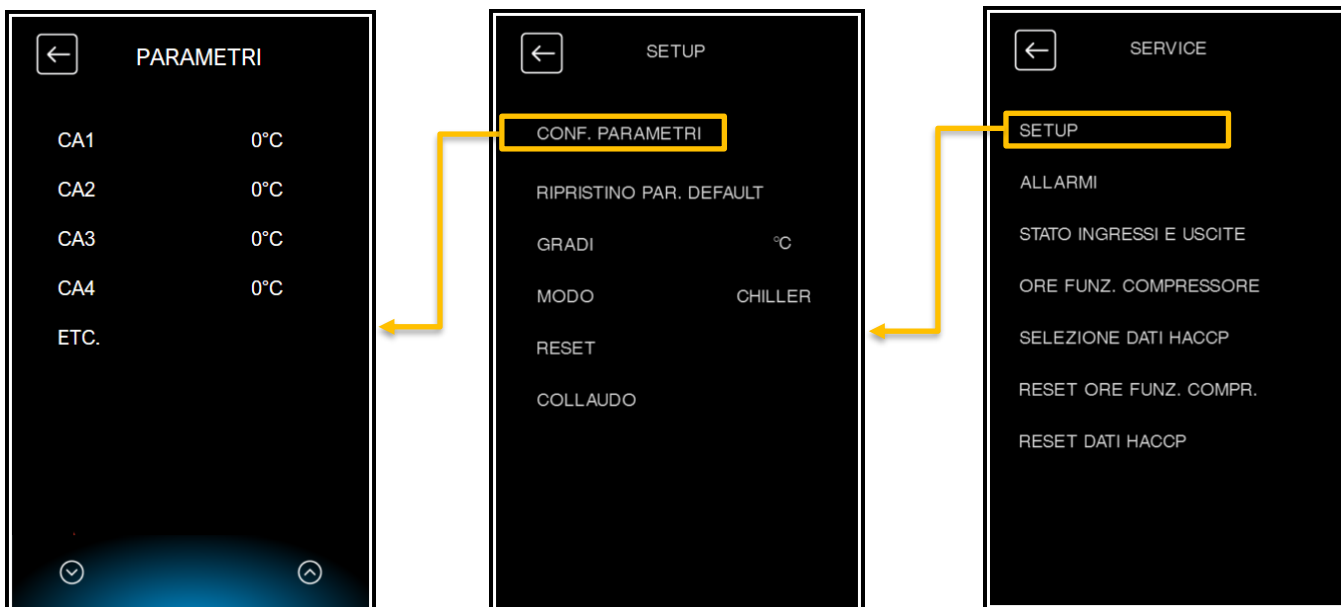 PARAMETRI
CA1 0°C
CA2 0°C
CA3 0°C
CA4 0°C
ETC.
SETUP
CONF. PARAMETRI
RIPRISTINO PAR. DEFAULT
GRADI °C
MODO CHILLER
RESET
COLLAUDO
SERVICE
SETUP
ALLARMI
STATO INGRESSI E USCITE
ORE FUNZ. COMPRESSORE
SELEZIONE DATI HACCP
RESET ORE FUNZ. COMPR.
RESET DATI HACCP